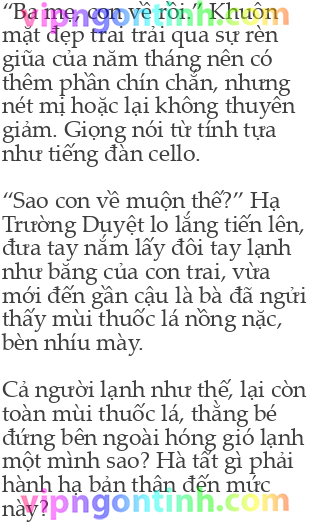 “Ba mẹ, con về rồi.” Khuôn
mặt đẹp trai trải qua sự rèn
giũa của năm tháng nên có
thêm phần chín chắn, nhưng
nét mị hoặc lại không thuyên
giảm. Giọng nói từ tính tựa
như tiếng đàn cello.
“Sao con về muộn thế?” Hạ
Trường Duyệt lo lắng tiến lên,
đưa tay nắm lấy đôi tay lạnh
như băng của con trai, vừa
mới đến gần cậu là bà đã ngửi
thấy mùi thuốc lá nồng nặc,
bèn nhíu mày.
Cả người lạnh như thế, lại còn
toàn mùi thuốc lá, thằng bé
đứng bên ngoài hóng gió lạnh
một mình sao? Hà tất gì phải
hành hạ bản thân đến mức
này?
vipngontinh.com
vipngontinh.com